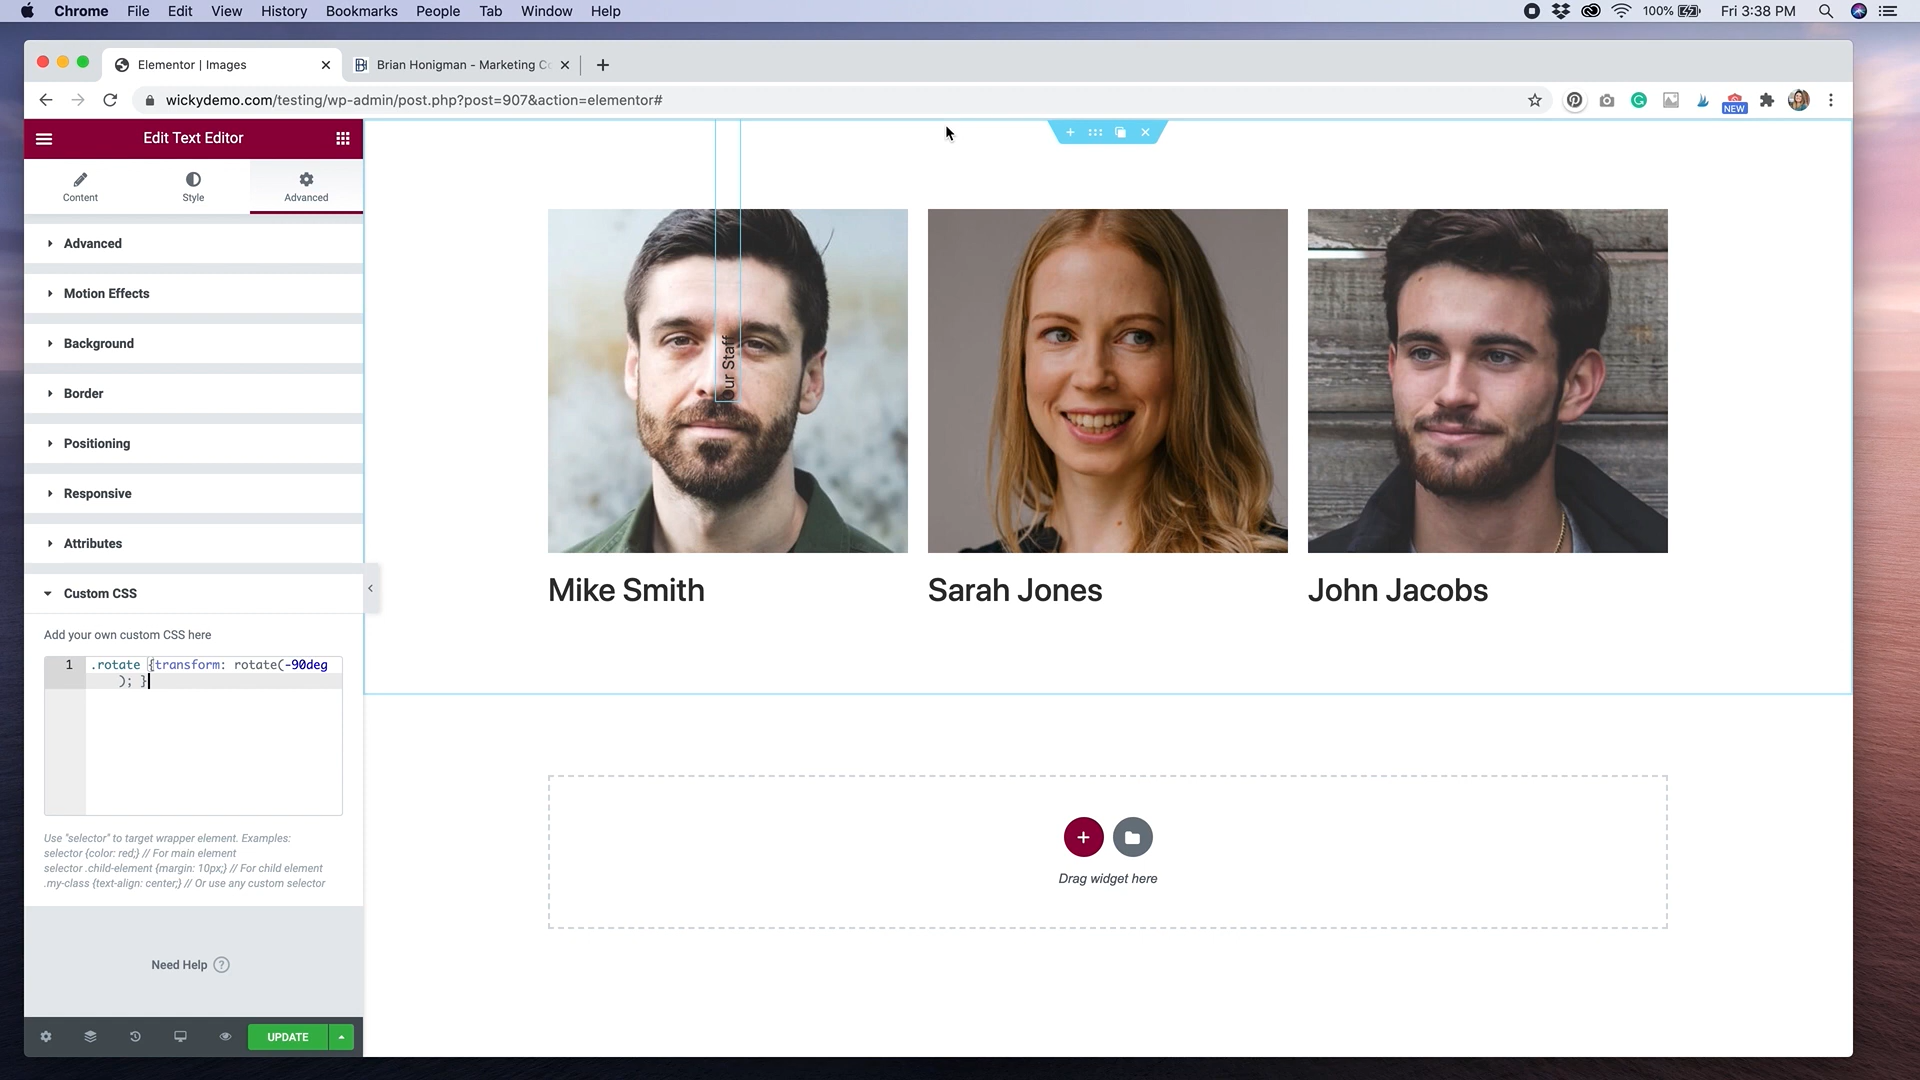 Chrome File Edit View History Bookmarks People Tab Window Help
100% Fri 3:38 PM
Elementor | Images
Brian Honigman - Marketing Co
wickydemo.com/testing/wp-admin/post.php?post=907&action=elementor#
NEW
Edit Text Editor
Content Style Advanced
Advanced
Motion Effects
Background
Border
Positioning
Responsive
Attributes
Custom CSS
Add your own custom CSS here
1 .rotate {transform: rotate(-90deg
); }
Use "selector" to target wrapper element. Examples:
selector {color: red;} // For main element
selector .child-element {margin: 10px;} // For child element
.my-class {text-align: center;} // Or use any custom selector
Need Help ?
UPDATE
Our Staff
Mike Smith Sarah Jones John Jacobs
Drag widget here